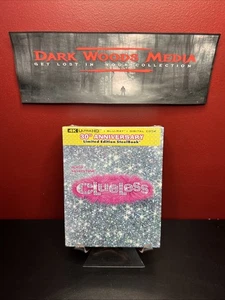 DARK WOODS MEDIA
GET LOST IN YOUR COLLECTION
4K ULTRA HD + BLU-RAY + DIGITAL CODE
30TH ANNIVERSARY
Limited Edition SteelBook
Clueless